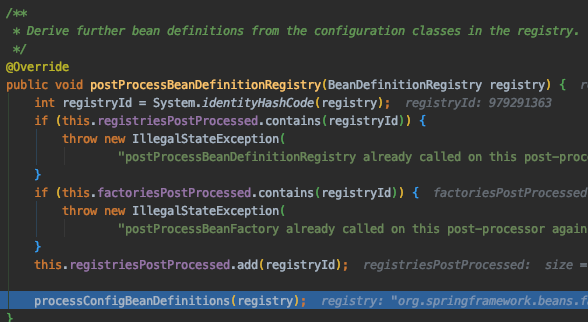 /**
 * Derive further bean definitions from the configuration classes in the registry.
 */
@Override
public void postProcessBeanDefinitionRegistry(BeanDefinitionRegistry registry) {
int registryId = System.identityHashCode(registry); registryId: 979291363
if (this.registriesPostProcessed.contains(registryId)) {
throw new IllegalStateException(
"postProcessBeanDefinitionRegistry already called on this post-proc
}
if (this.factoriesPostProcessed.contains(registryId)) { factoriesPostProcessed
throw new IllegalStateException(
"postProcessBeanFactory already called on this post-processor again
}
this.registriesPostProcessed.add(registryId); registriesPostProcessed: size =
processConfigBeanDefinitions(registry); registry: "org.springframework.beans.f
}